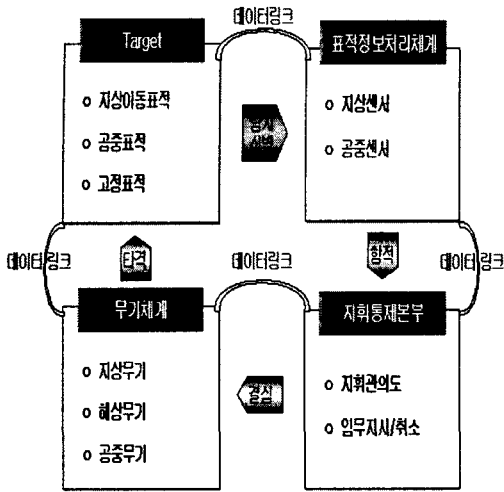 데이터링크
Target
표적정보처리체계
o 지상이동표적
o 공중표적
o 고정표적
o 지상센서
o 공중센서
데이터링크
타격
데이터링크
항적
데이터링크
무기체계
지휘통제본부
o 지상무기
o 해상무기
o 공중무기
결심
o 지휘관의도
o 임무지시/취소